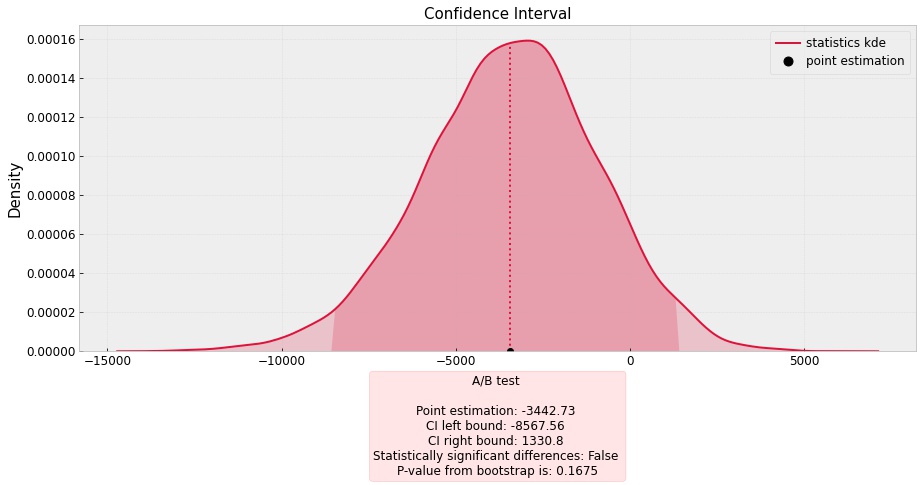 Confidence Interval
statistics kde
point estimation
Density
0.00016
0.00014
0.00012
0.00010
0.00008
0.00006
0.00004
0.00002
0.00000
−15000
−10000
−5000
0
5000
A/B test
Point estimation: -3442.73
CI left bound: -8567.56
CI right bound: 1330.8
Statistically significant differences: False
P-value from bootstrap is: 0.1675